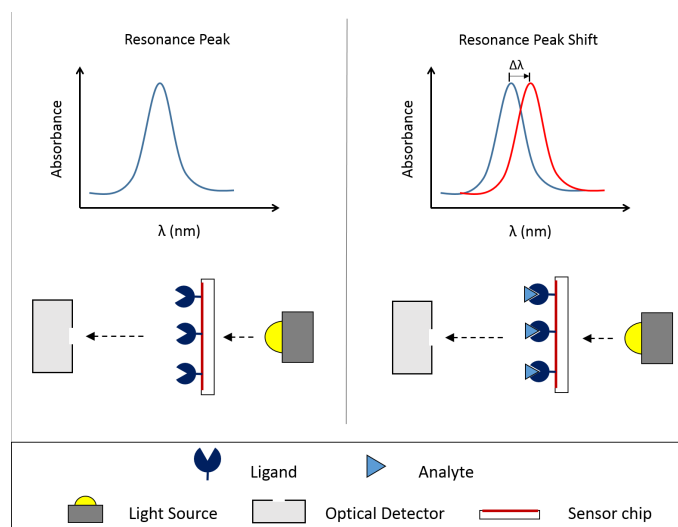 Resonance Peak
Absorbance
λ (nm)
Resonance Peak Shift
Δλ
Absorbance
λ (nm)
Ligand
Analyte
Light Source
Optical Detector
Sensor chip